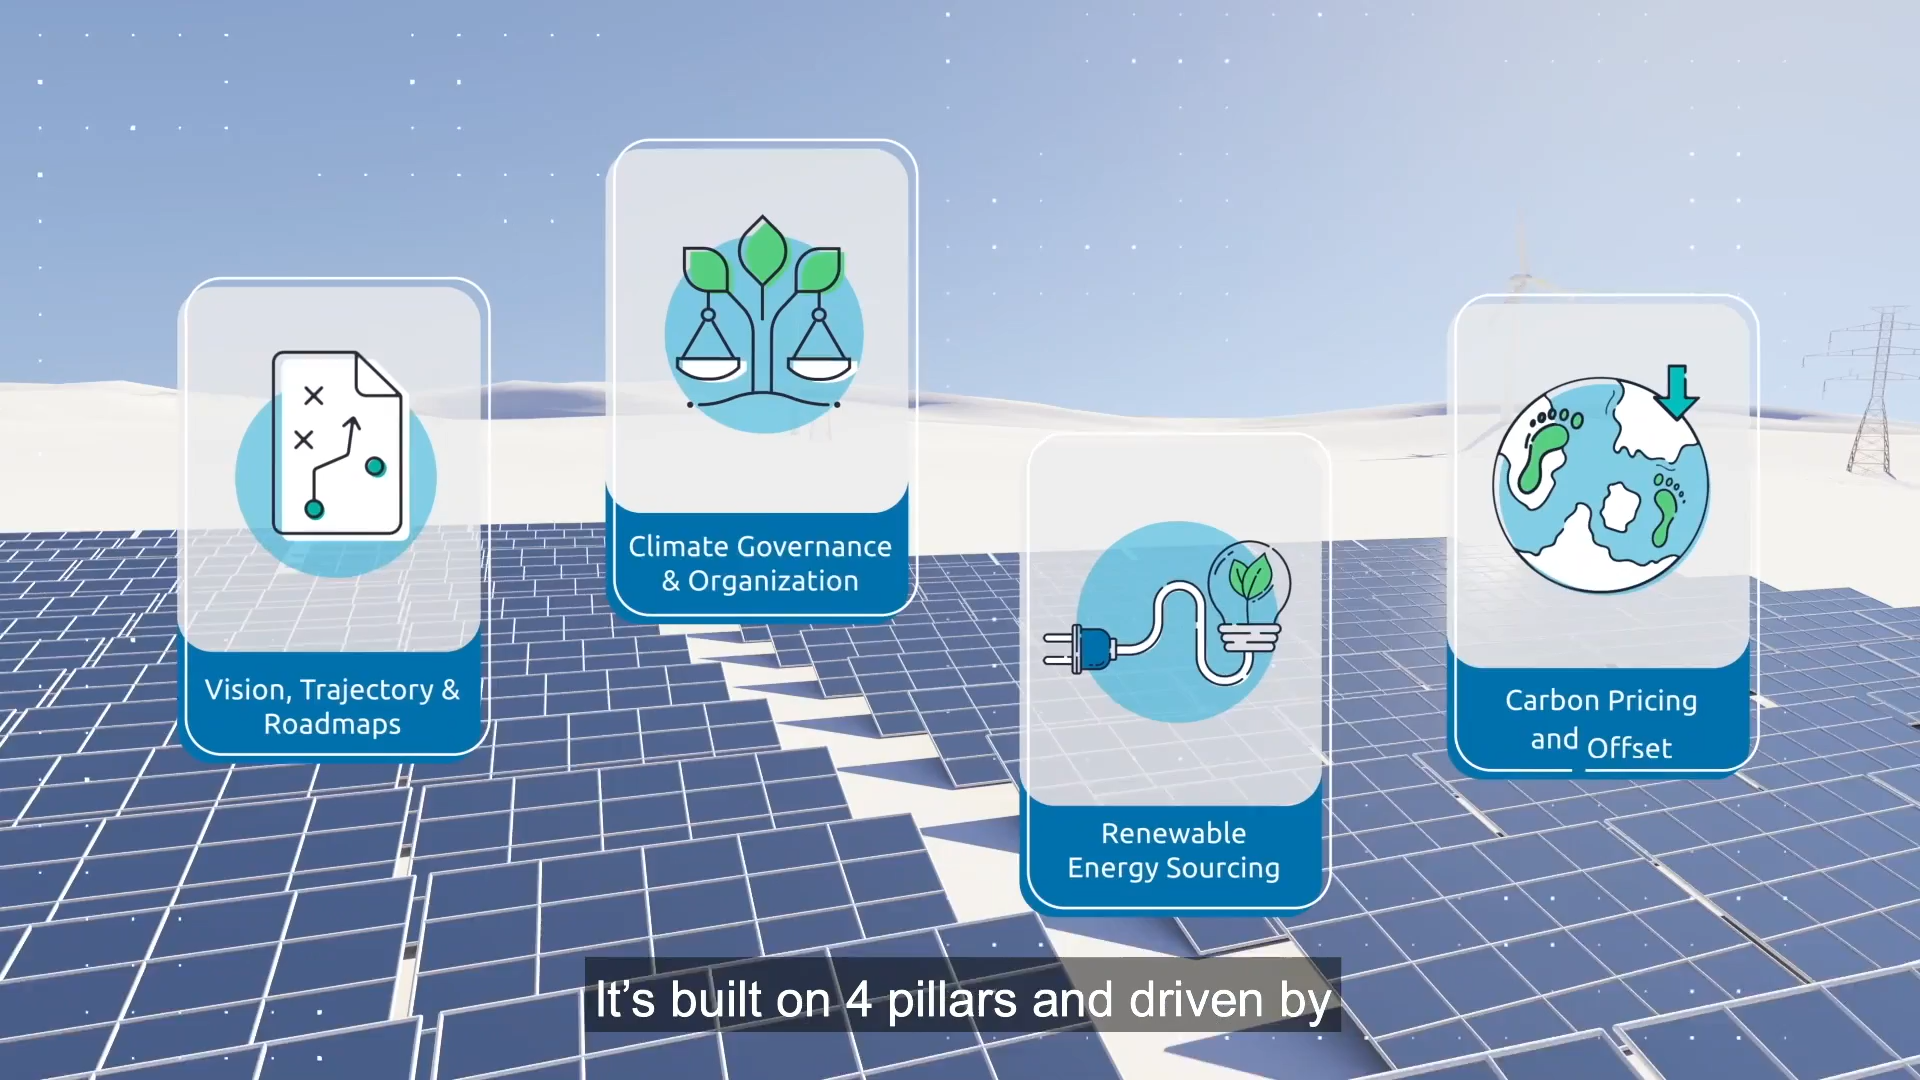 Vision, Trajectory &
Roadmaps
Climate Governance
& Organization
Renewable
Energy Sourcing
Carbon Pricing
and Offset
It's built on 4 pillars and driven by